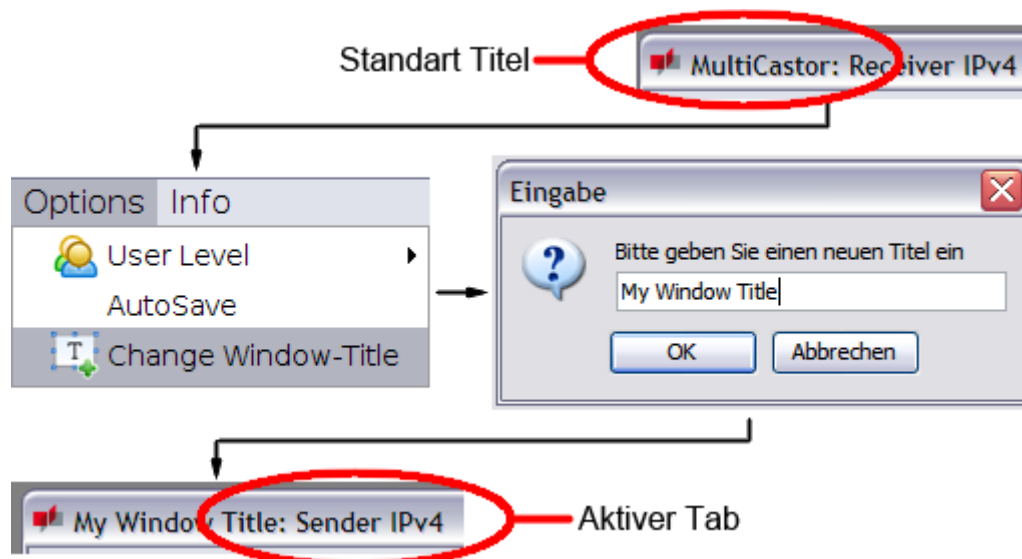 Standart Titel
MultiCastor: Receiver IPv4
Options Info
User Level
AutoSave
T Change Window-Title
Eingabe
Bitte geben Sie einen neuen Titel ein
My Window Title
OK Abbrechen
My Window Title: Sender IPv4
Aktiver Tab